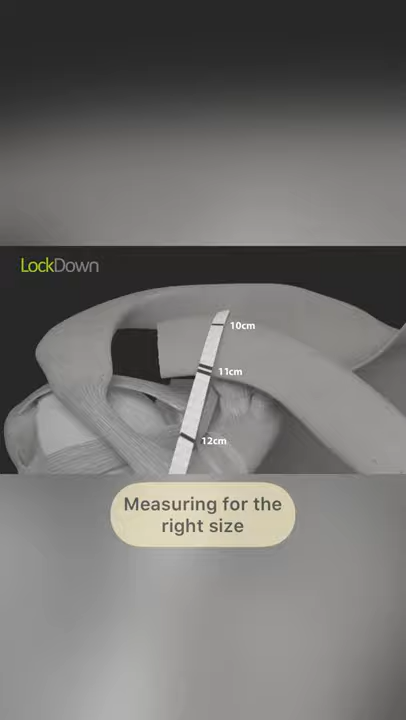 LockDown
10cm
11cm
12cm
Measuring for the
right size